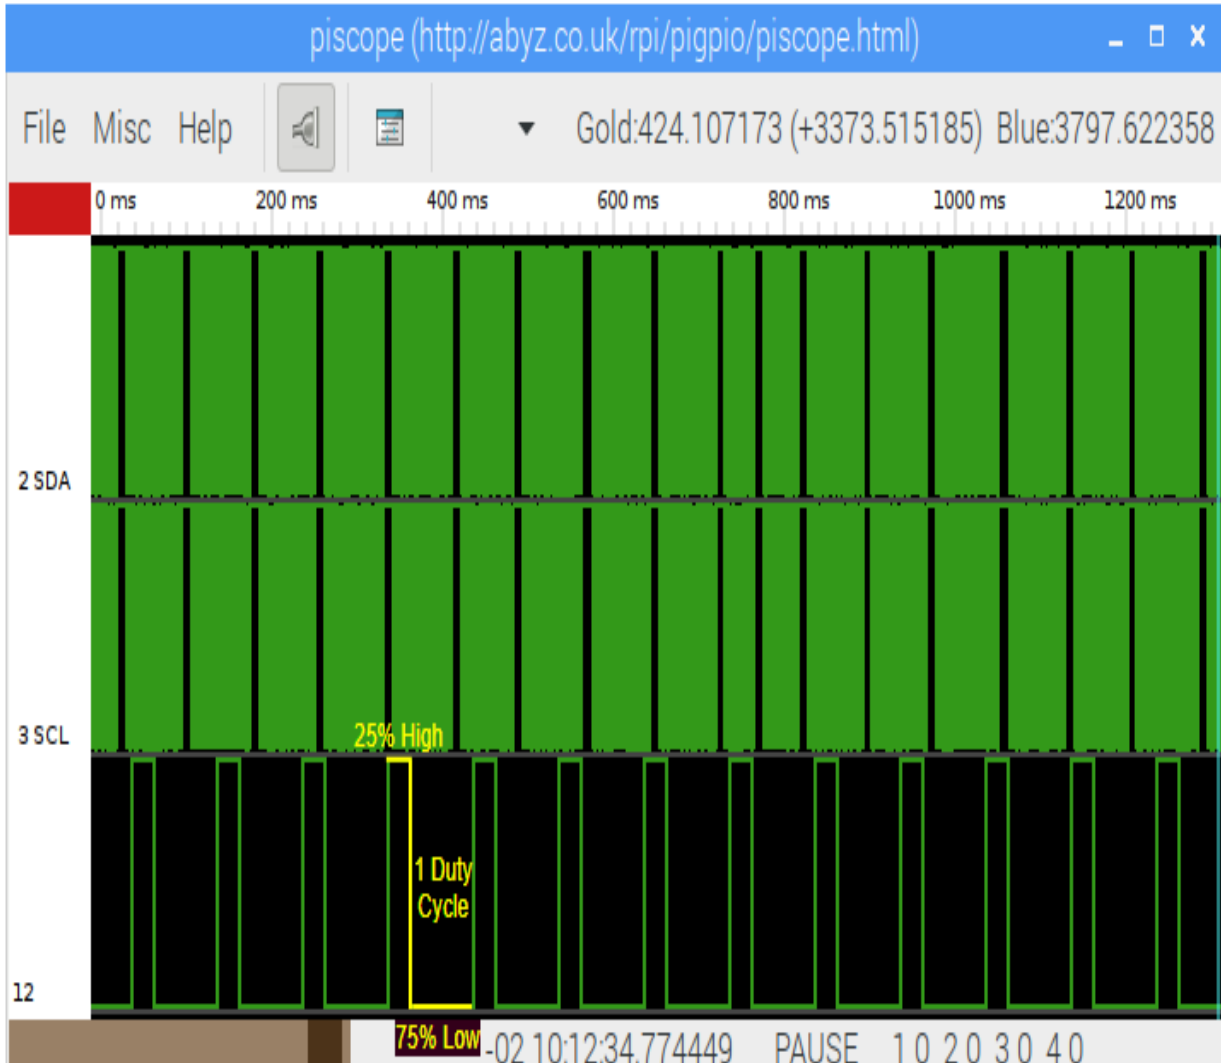 piscope (http://abyz.co.uk/rpi/pigpio/piscope.html)
File Misc Help Gold:424.107173 (+3373.515185) Blue:3797.622358
0 ms 200 ms 400 ms 600 ms 800 ms 1000 ms 1200 ms
2 SDA
3 SCL
25% High
1 Duty
Cycle
12
75% Low -02 10:12:34.774449 PAUSE 1 0 2 0 3 0 4 0